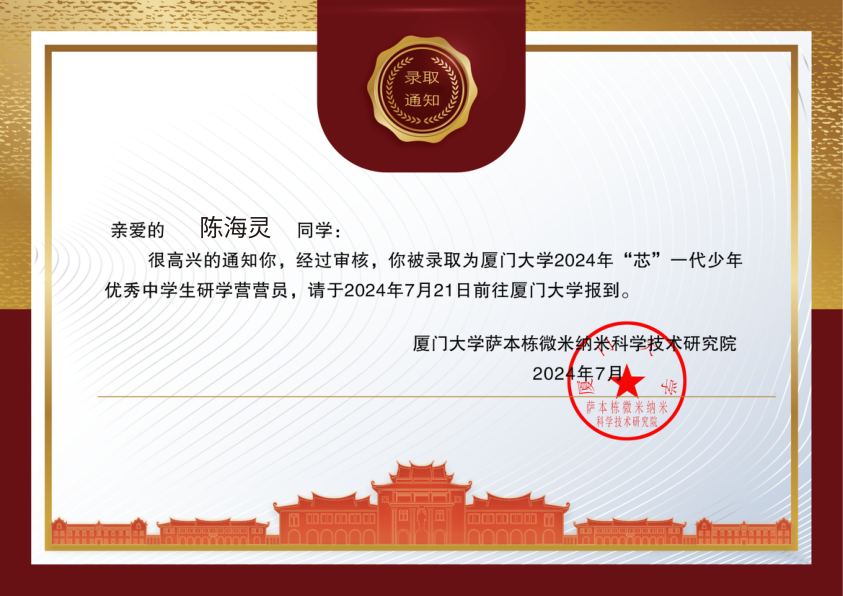 录取
通知
亲爱的 陈海灵 同学：
很高兴的通知你，经过审核，你被录取为厦门大学2024年“芯”一代少年
优秀中学生研学营营员，请于2024年7月21日前往厦门大学报到。
厦门大学萨本栋微米纳米科学技术研究院
2024年7月
厦门大学
萨本栋微米纳米
科学技术研究院